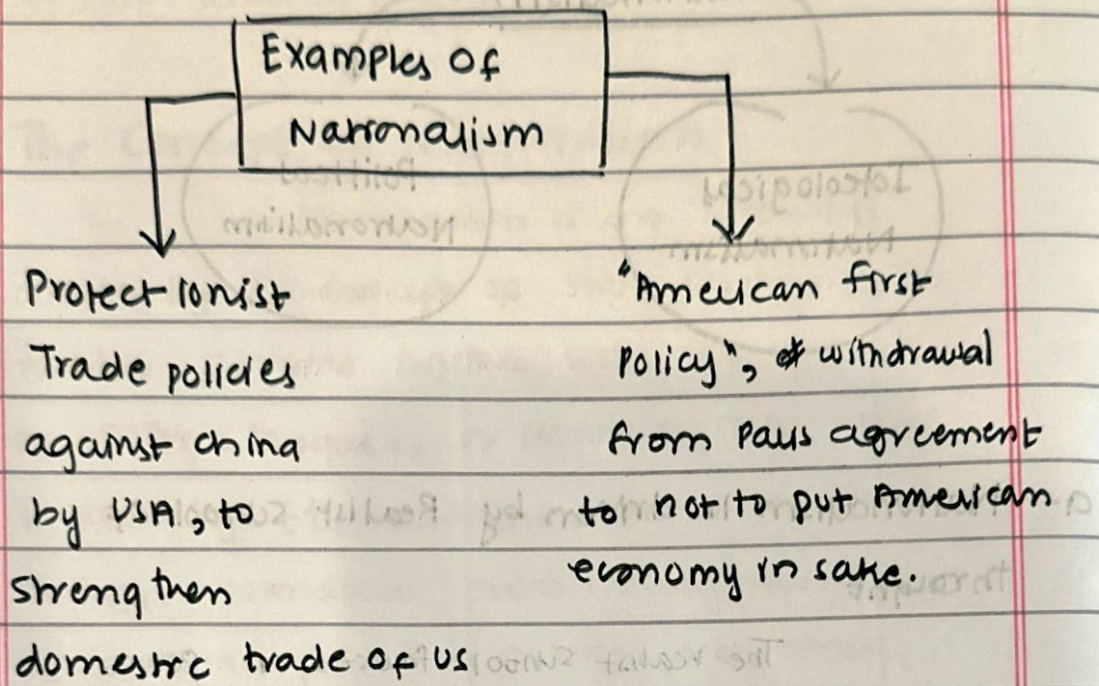 Examples of
Nationalism
Protectionist
Trade policies
against china
by USA, to
strengthen
domestic trade of US
"American first
policy", withdrawal
from Paris agreement
to not to put American
economy in sake.